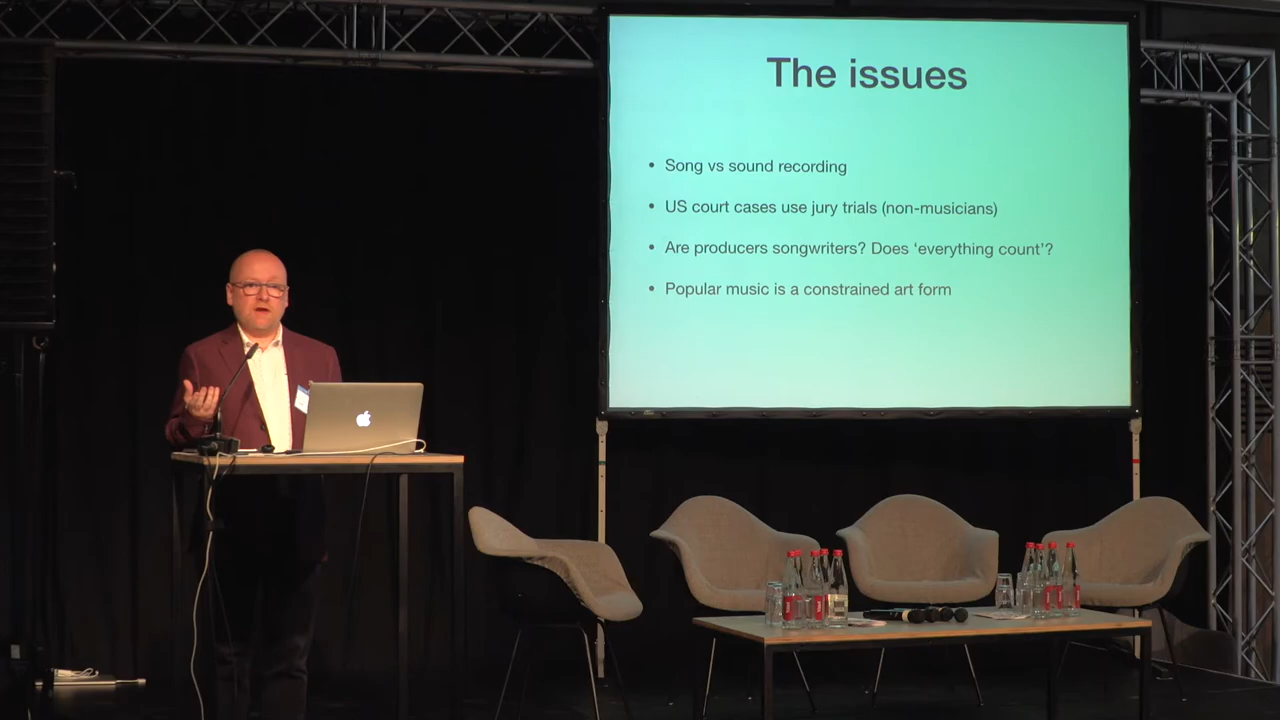 The issues
• Song vs sound recording
• US court cases use jury trials (non-musicians)
• Are producers songwriters? Does ‘everything count’?
• Popular music is a constrained art form